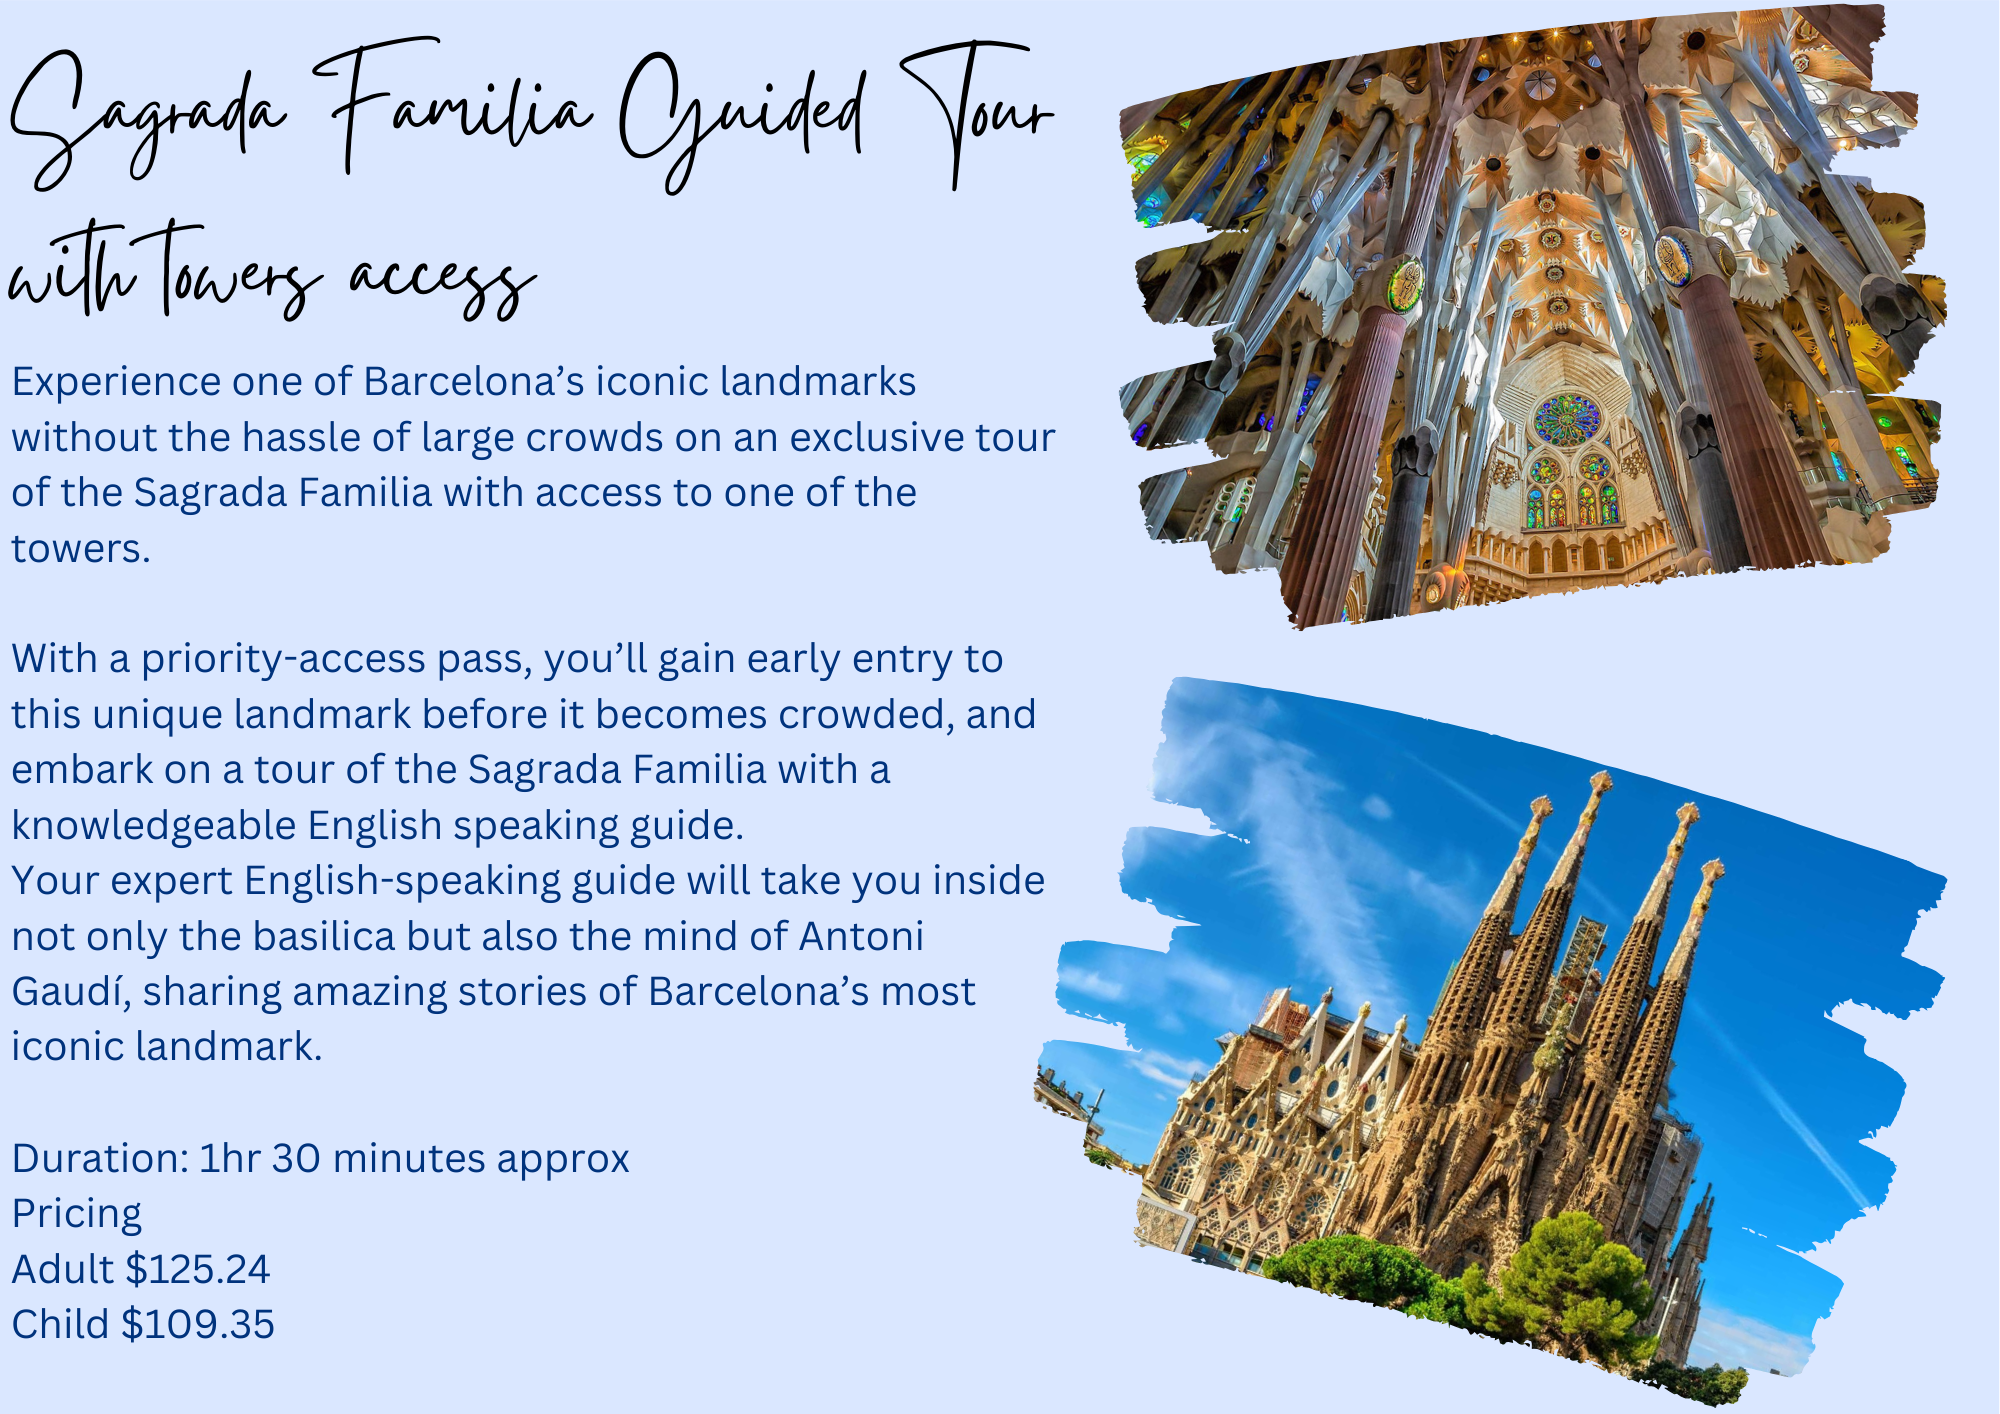 Sagrada Familia Guided Tour
with towers access
Experience one of Barcelona’s iconic landmarks
without the hassle of large crowds on an exclusive tour
of the Sagrada Familia with access to one of the
towers.
With a priority-access pass, you’ll gain early entry to
this unique landmark before it becomes crowded, and
embark on a tour of the Sagrada Familia with a
knowledgeable English speaking guide.
Your expert English-speaking guide will take you inside
not only the basilica but also the mind of Antoni
Gaudí, sharing amazing stories of Barcelona’s most
iconic landmark.
Duration: 1hr 30 minutes approx
Pricing
Adult $125.24
Child $109.35